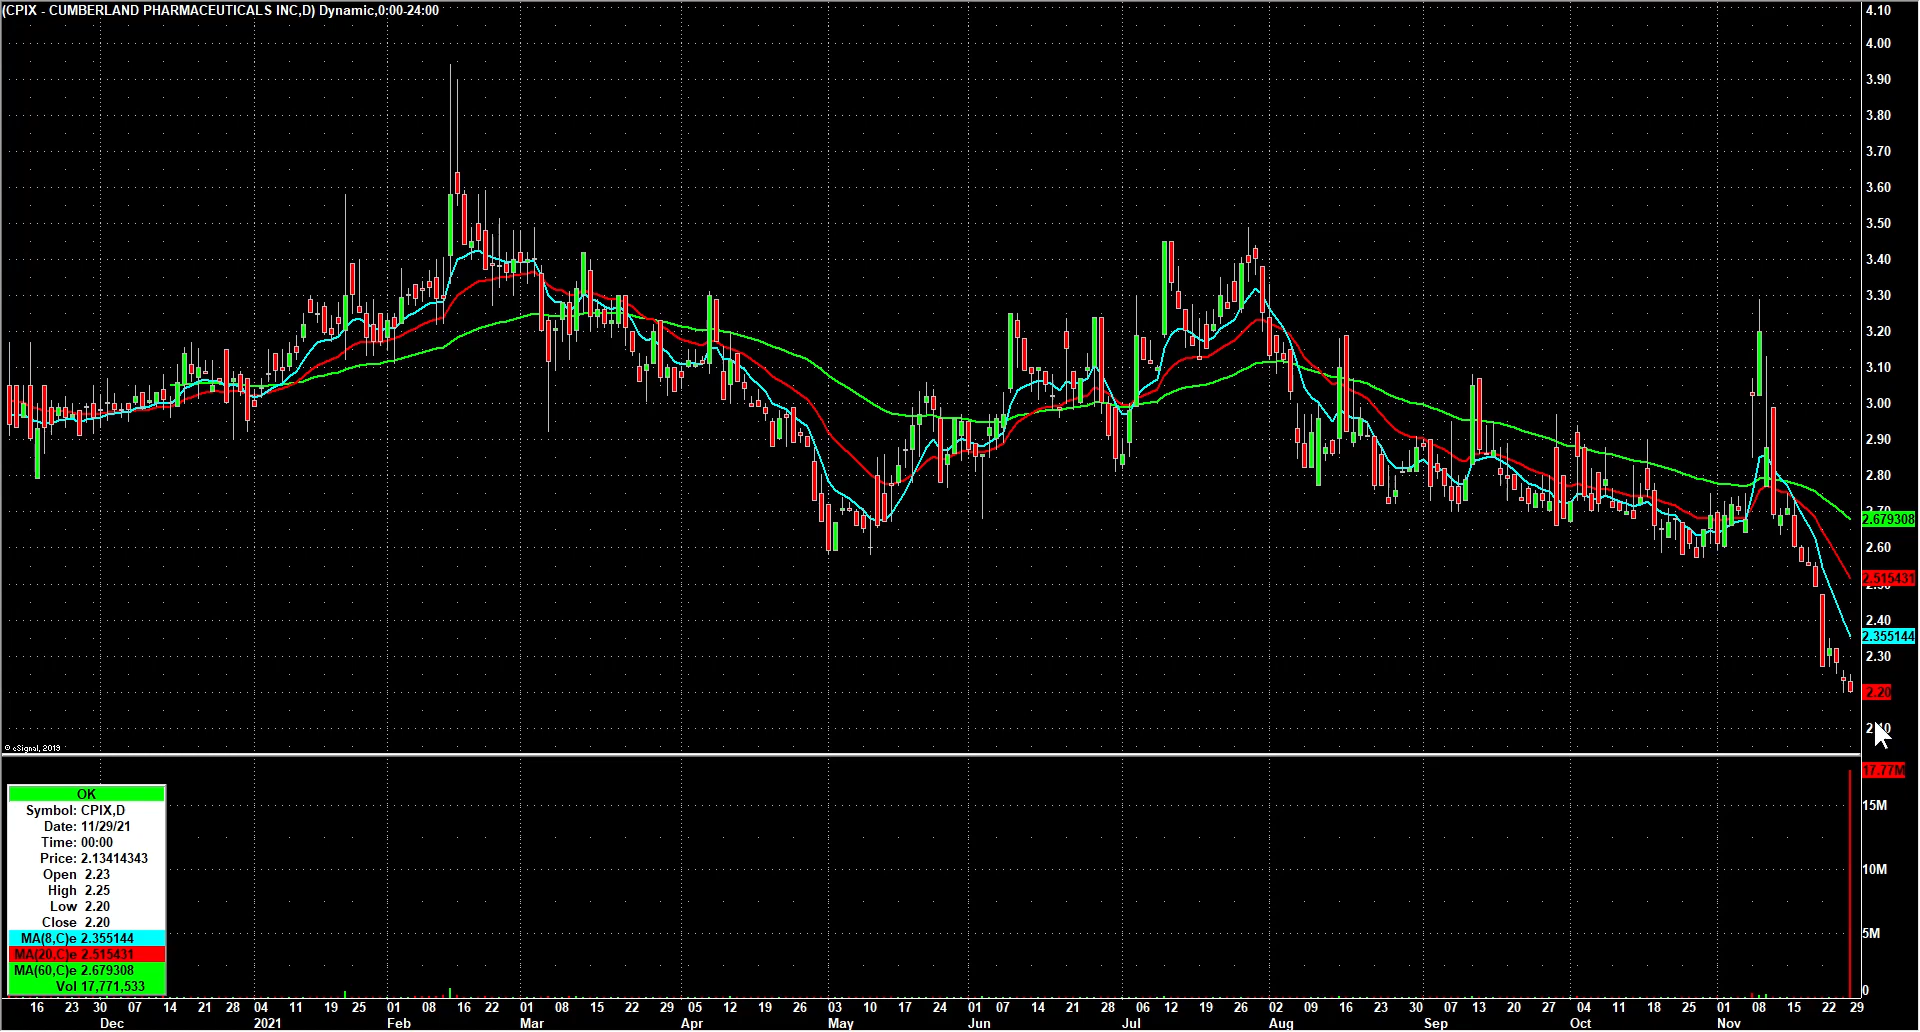 (CPIX - CUMBERLAND PHARMACEUTICALS INC,D) Dynamic,0:00-24:00
4.10
4.00
3.90
3.80
3.70
3.60
3.50
3.40
3.30
3.20
3.10
3.00
2.90
2.80
2.70
2.679308
2.60
2.515431
2.50
2.40
2.355144
2.30
2.20
2.10
© eSignal, 2019
17.77M
15M
10M
5M
0
OK
Symbol: CPIX,D
Date: 11/29/21
Time: 00:00
Price: 2.13414343
Open 2.23
High 2.25
Low 2.20
Close 2.20
MA(8,C)e 2.355144
MA(20,C)e 2.515431
MA(60,C)e 2.679308
Vol 17,771,533
16 23 30 07 14 21 28 04 11 19 25 01 08 16 22 01 08 15 22 29 05 12 19 26 03 10 17 24 01 07 14 21 28 06 12 19 26 02 09 16 23 30 07 13 20 27 04 11 18 25 01 08 15 22 29
Dec 2021 Feb Mar Apr May Jun Jul Aug Sep Oct Nov